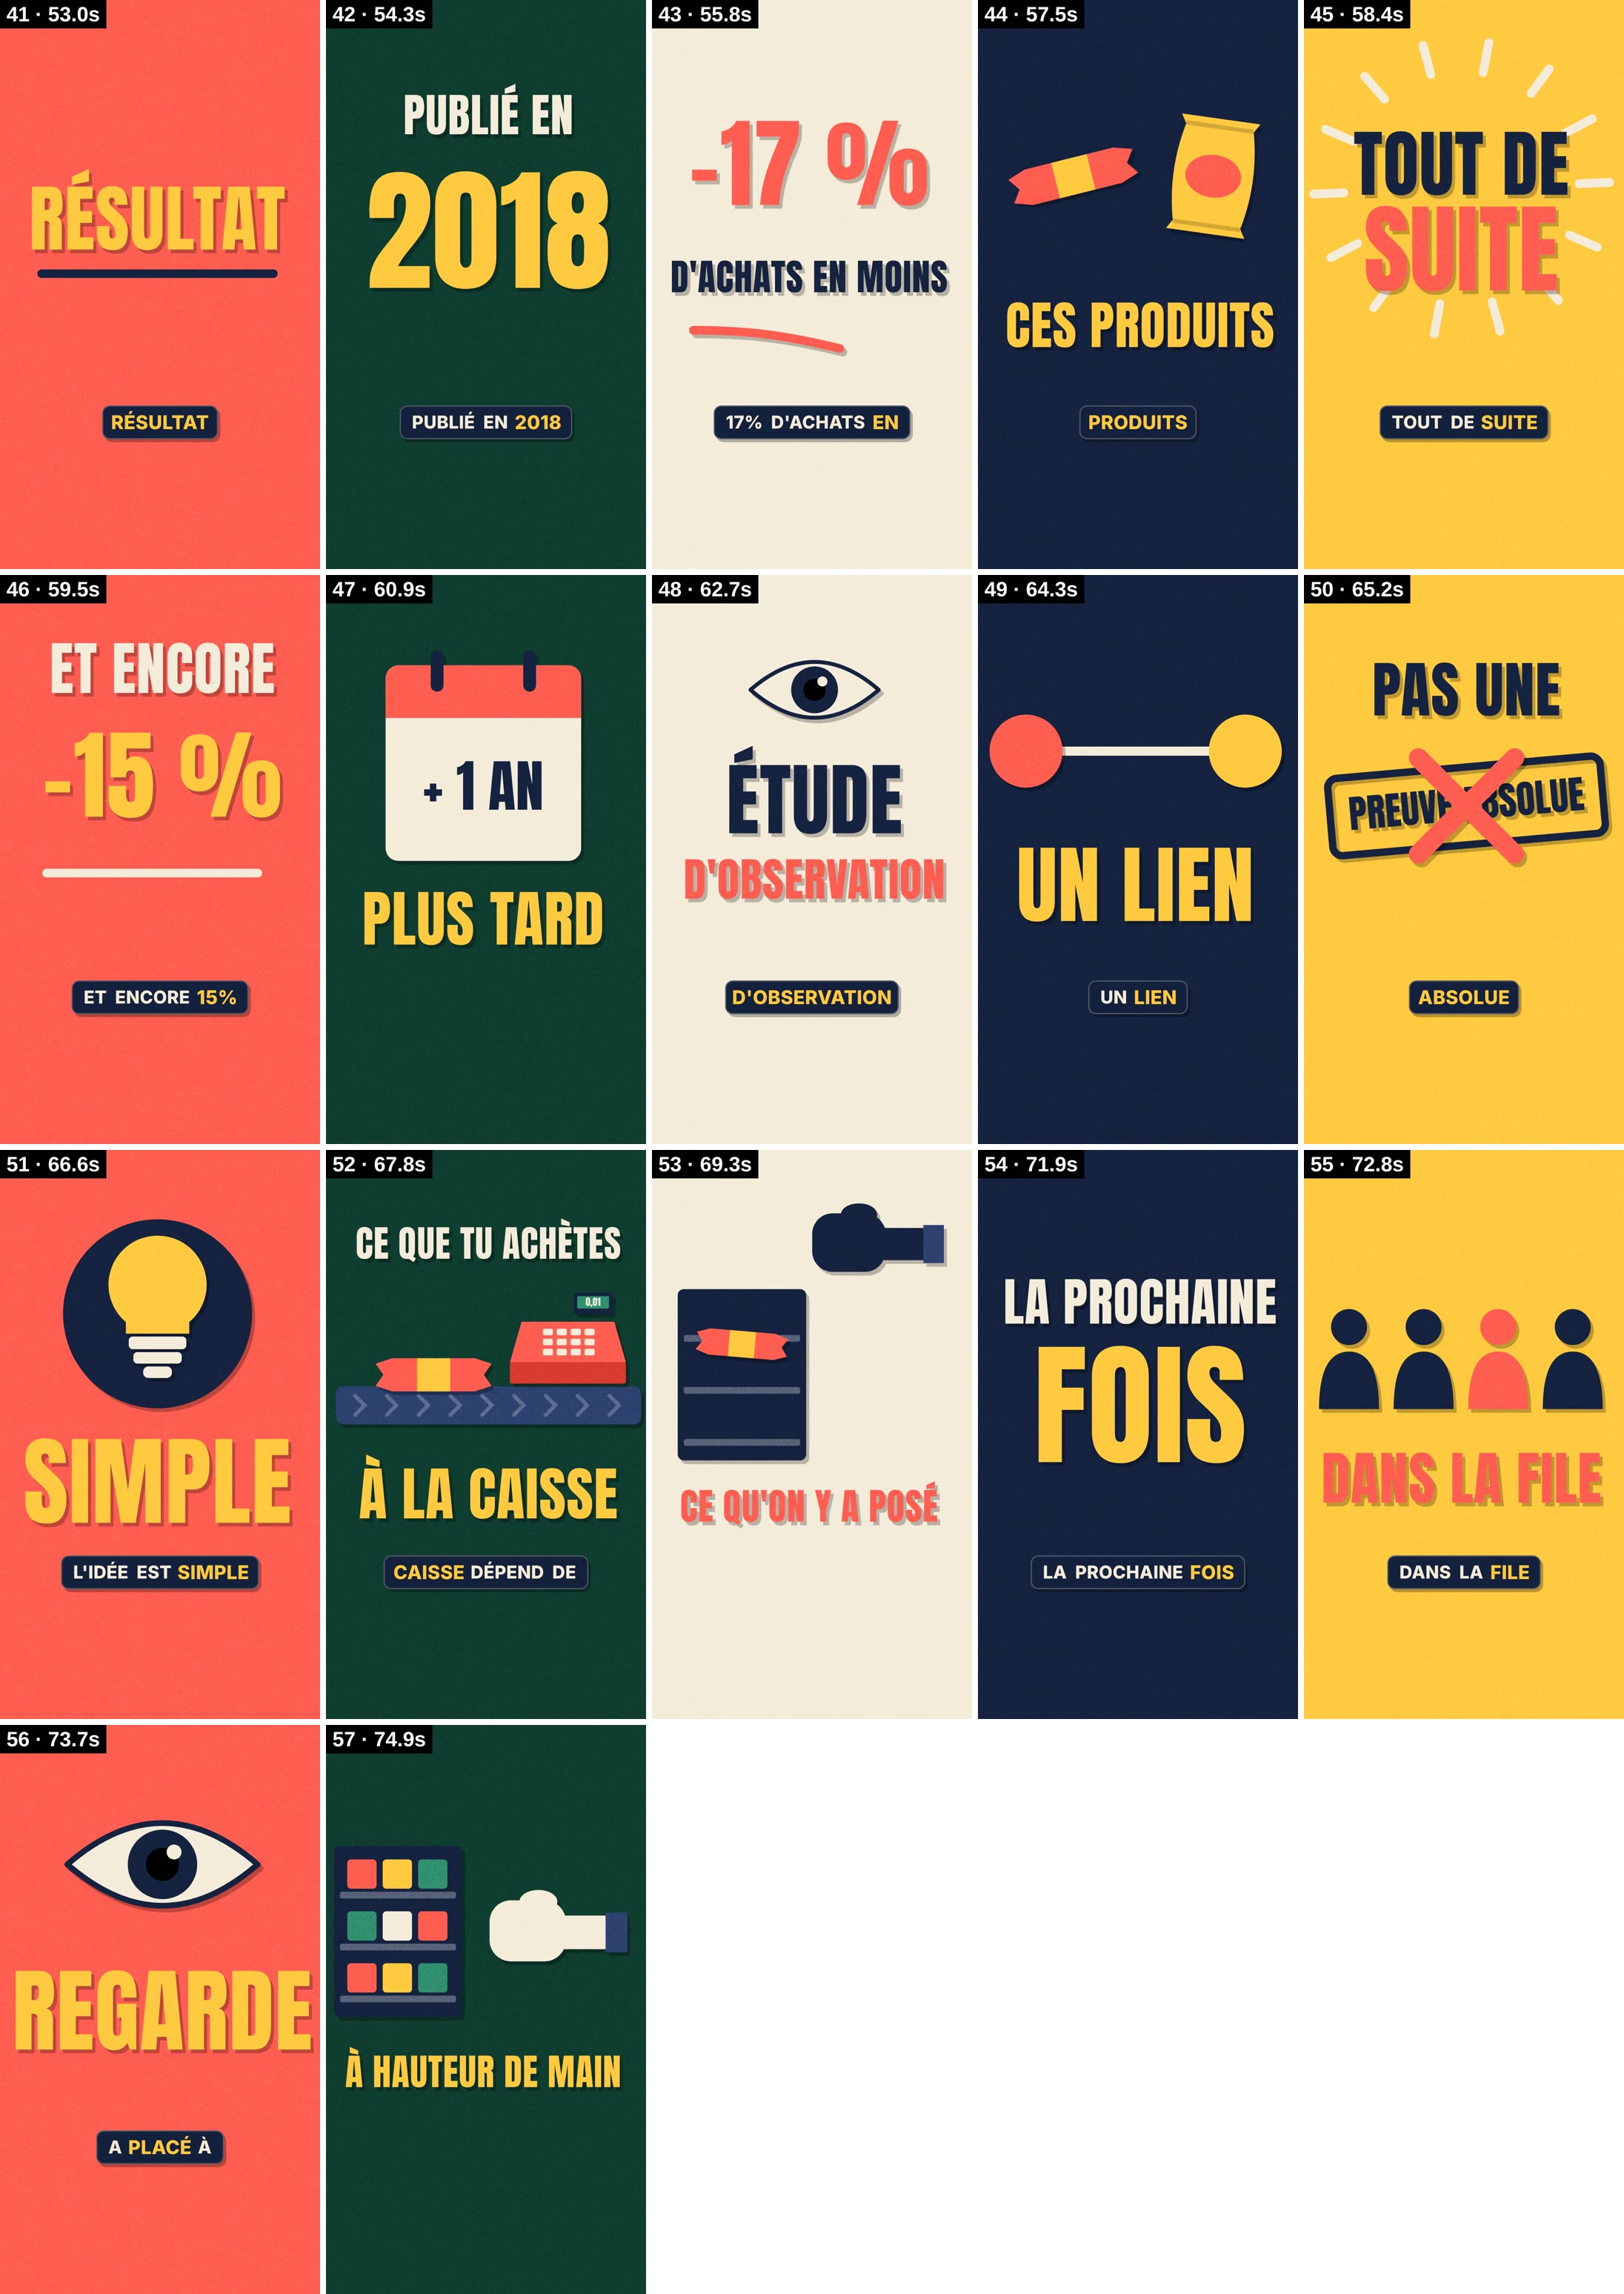 41 · 53.0s
RÉSULTAT
RÉSULTAT
42 · 54.3s
PUBLIÉ EN
2018
PUBLIÉ EN 2018
43 · 55.8s
-17 %
D'ACHATS EN MOINS
17% D'ACHATS EN
44 · 57.5s
CES PRODUITS
PRODUITS
45 · 58.4s
TOUT DE
SUITE
TOUT DE SUITE
46 · 59.5s
ET ENCORE
-15 %
ET ENCORE 15%
47 · 60.9s
+ 1 AN
PLUS TARD
48 · 62.7s
ÉTUDE
D'OBSERVATION
D'OBSERVATION
49 · 64.3s
UN LIEN
UN LIEN
50 · 65.2s
PAS UNE
PREUVE ABSOLUE
ABSOLUE
51 · 66.6s
SIMPLE
L'IDÉE EST SIMPLE
52 · 67.8s
CE QUE TU ACHÈTES
0,01
À LA CAISSE
CAISSE DÉPEND DE
53 · 69.3s
CE QU'ON Y A POSÉ
54 · 71.9s
LA PROCHAINE
FOIS
LA PROCHAINE FOIS
55 · 72.8s
DANS LA FILE
DANS LA FILE
56 · 73.7s
REGARDE
A PLACÉ À
57 · 74.9s
À HAUTEUR DE MAIN